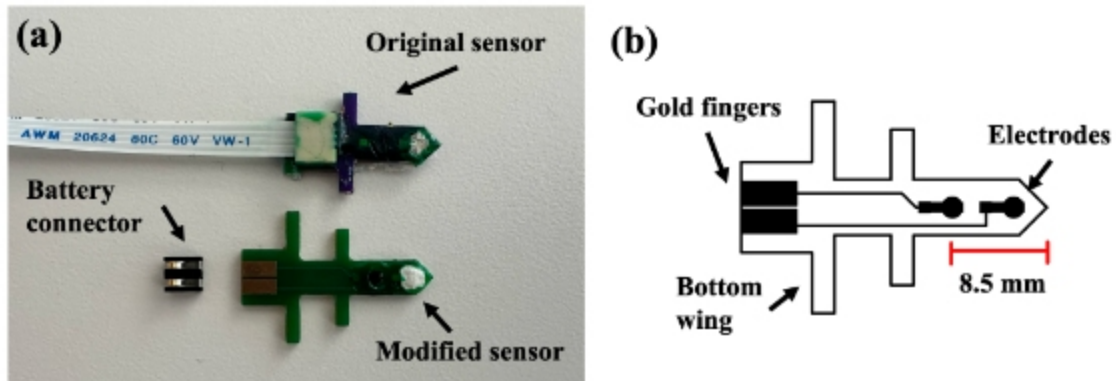 (a)
Original sensor
AWM 20624 80C 60V VW-1
Battery
connector
Modified sensor
(b)
Gold fingers
Electrodes
8.5 mm
Bottom
wing